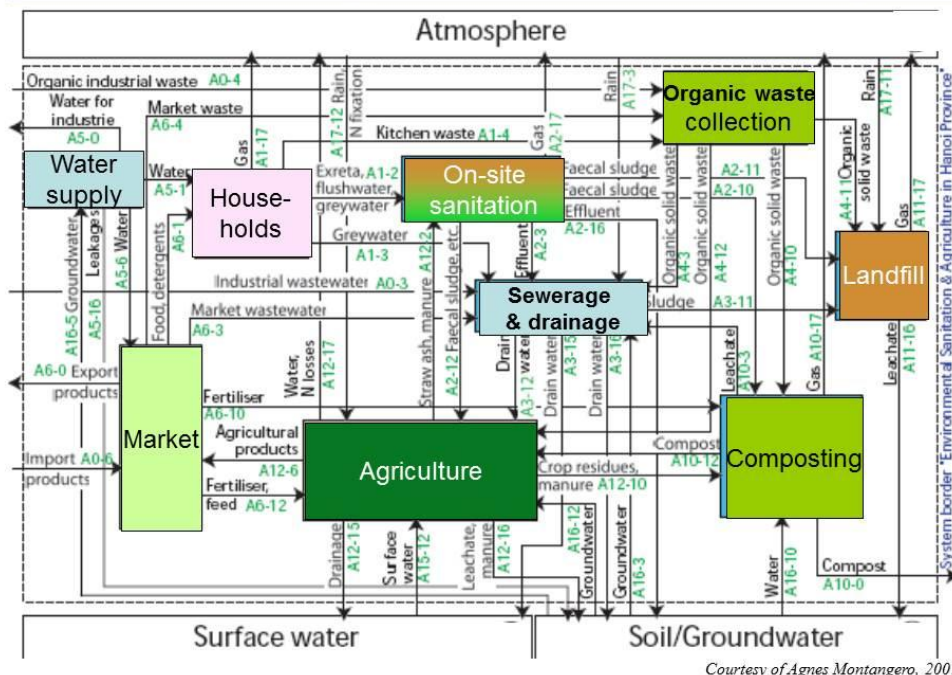 Atmosphere
Organic industrial waste A0-4
Water for
industrie
A5-0
Market waste
A6-4
Kitchen waste A1-4
Gas
A1-17
A17-12 Rain,
N fixation
Gas
A2-17
Rain
A17-3
Organic waste
collection
Rain
A17-11
Gas
A11-17
A4-11 Organic
solid waste
Water
supply
Water
A5-1
House-
holds
Exreta, A1-2
flushwater,
greywater
On-site
sanitation
Faecal sludge A2-11
Faecal sludge A2-10
Effluent
A2-16
Greywater
A1-3
Effluent
A2-3
Organic solid waste
A4-3
Organic solid waste
A4-12
Organic solid waste
A4-10
Landfill
Groundwater
A16-5
Leakages
A5-16
Water
A5-6
Food, detergents
A6-1
Industrial wastewater A0-3
Market wastewater
A6-3
Sewerage
& drainage
Sludge
A3-11
Straw ash, manure A12-2
Faecal sludge, etc.
A2-12
Water,
N losses
A12-17
Drain
water
A3-12
Drain water
A3-15
Drain water
A3-16
Leachate
A10-3
Gas A10-17
Leachate
A11-16
A6-0 Export
products
Market
Fertiliser
A6-10
Agricultural
products
A12-6
Fertiliser,
feed A6-12
Import A0-6
products
Agriculture
Compost
A10-12
Crop residues,
manure A12-10
Composting
Drainage
A12-15
Surface
water
A15-12
Leachate,
manure
A12-16
A16-12
Groundwater
Groundwater
A16-3
Water
A16-10
Compost
A10-0
System border "Environmental Sanitation & Agriculture in Hanoi Province"
Surface water
Soil/Groundwater
Courtesy of Agnes Montangero, 200